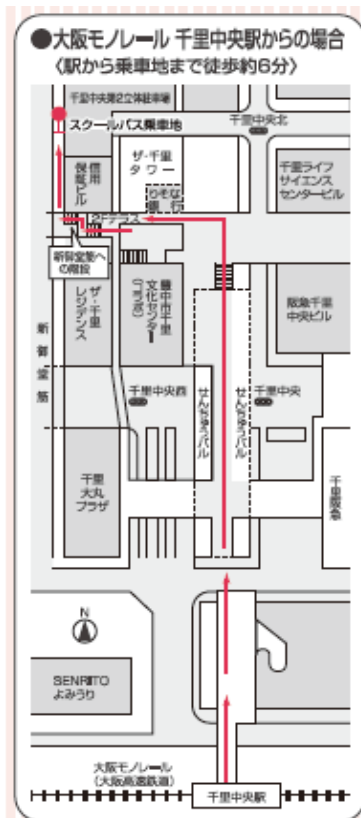 ●大阪モノレール 千里中央駅からの場合
〈駅から乗車地まで徒歩約6分〉
千里中央第2立体駐車場
スクールバス乗車地
千里中央北
信用
保証ビル
ザ・千里
タワー
りそな
銀行
千里ライフ
サイエンス
センタービル
2Fテラス
新御堂筋へ
の階段
ザ・千里
レジデンス
豊中市千里
文化センター
(コラボ)
阪急千里
中央ビル
新御堂筋
千里中央西
せんちゅうパル
せんちゅうパル
千里中央
千里
大丸
プラザ
千里阪急
N
SENRITO
よみうり
大阪モノレール
(大阪高速鉄道)
千里中央駅